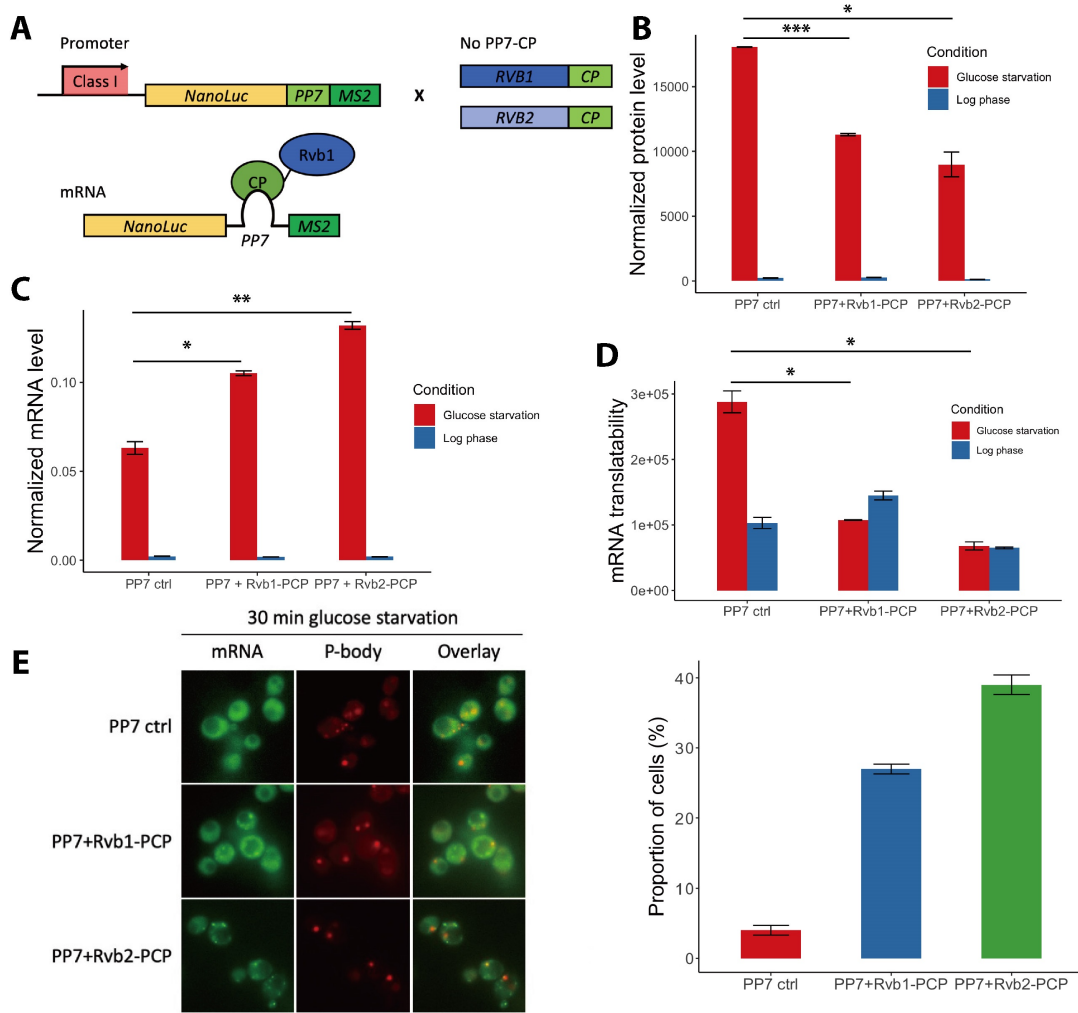 A
Promoter
Class I
NanoLuc PP7 MS2
x
No PP7-CP
RVB1 CP
RVB2 CP
Rvb1
CP
mRNA
NanoLuc
PP7
MS2
B
*
***
Normalized protein level
15000
10000
5000
0
PP7 ctrl PP7+Rvb1-PCP PP7+Rvb2-PCP
Condition
Glucose starvation
Log phase
C
**
*
Normalized mRNA level
0.10
0.05
0.00
PP7 ctrl PP7 + Rvb1-PCP PP7 + Rvb2-PCP
Condition
Glucose starvation
Log phase
D
*
*
mRNA translatability
3e+05
2e+05
1e+05
0e+00
PP7 ctrl PP7+Rvb1-PCP PP7+Rvb2-PCP
Condition
Glucose starvation
Log phase
E
30 min glucose starvation
mRNA P-body Overlay
PP7 ctrl
PP7+Rvb1-PCP
PP7+Rvb2-PCP
Proportion of cells (%)
40
30
20
10
0
PP7 ctrl PP7+Rvb1-PCP PP7+Rvb2-PCP